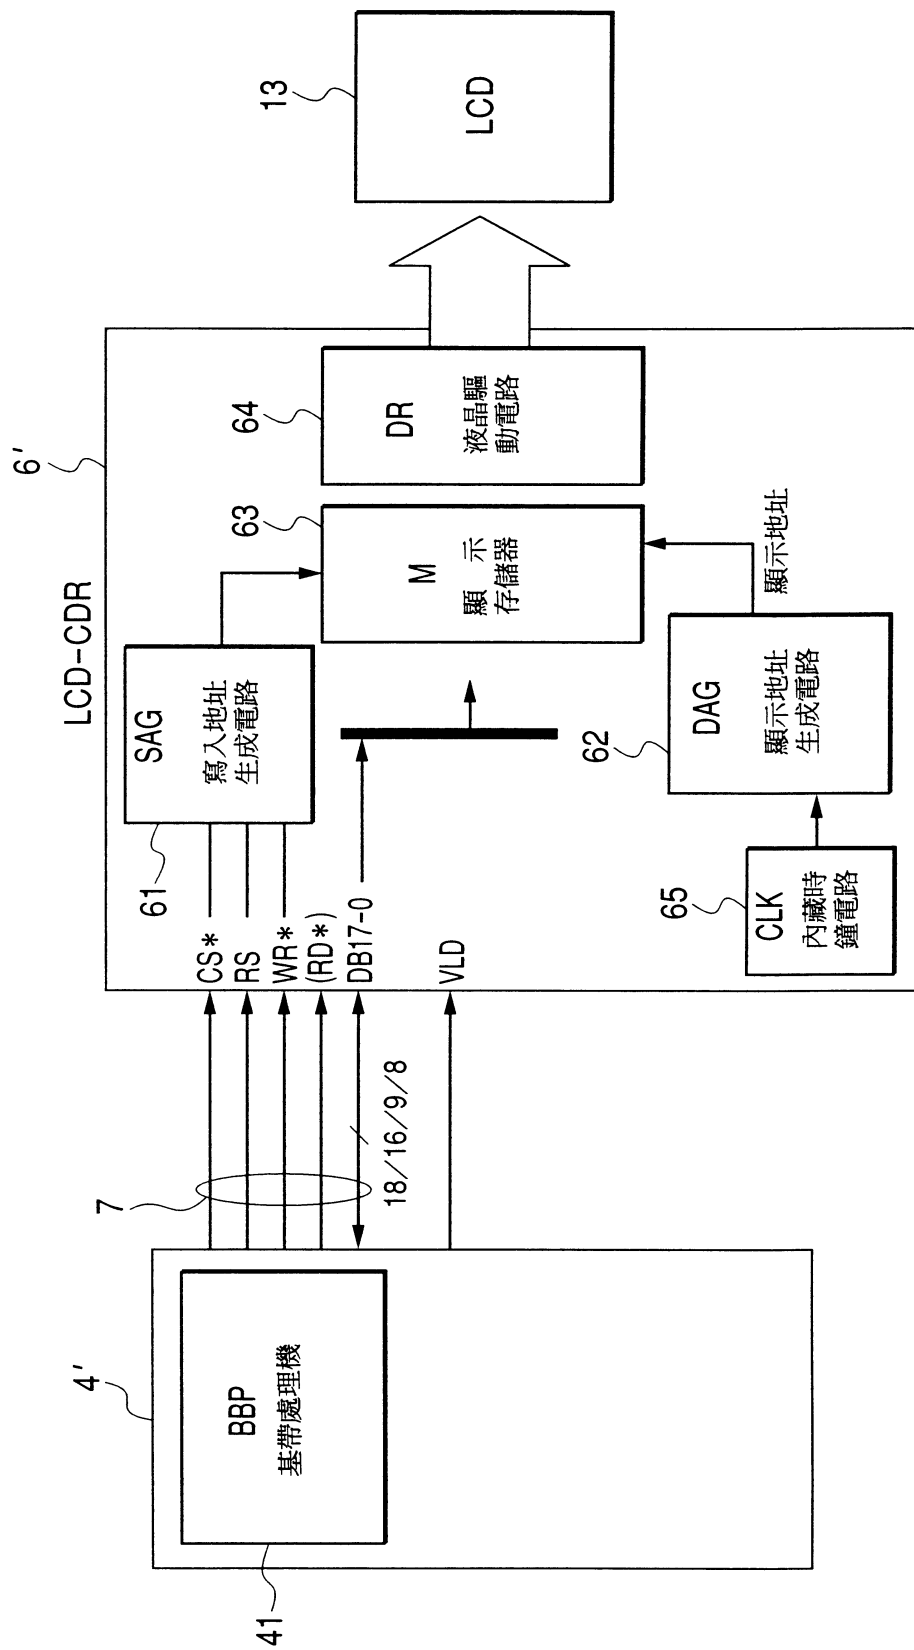 4'
41
BBP
基帶處理機
7
18/16/9/8
LCD-CDR
6'
CS*
RS
WR*
(RD*)
DB17-0
VLD
61
SAG
寫入地址
生成電路
63
M
顯 示
存儲器
64
DR
液晶驅
動電路
62
DAG
顯示地址
生成電路
顯示地址
65
CLK
內藏時
鐘電路
13
LCD